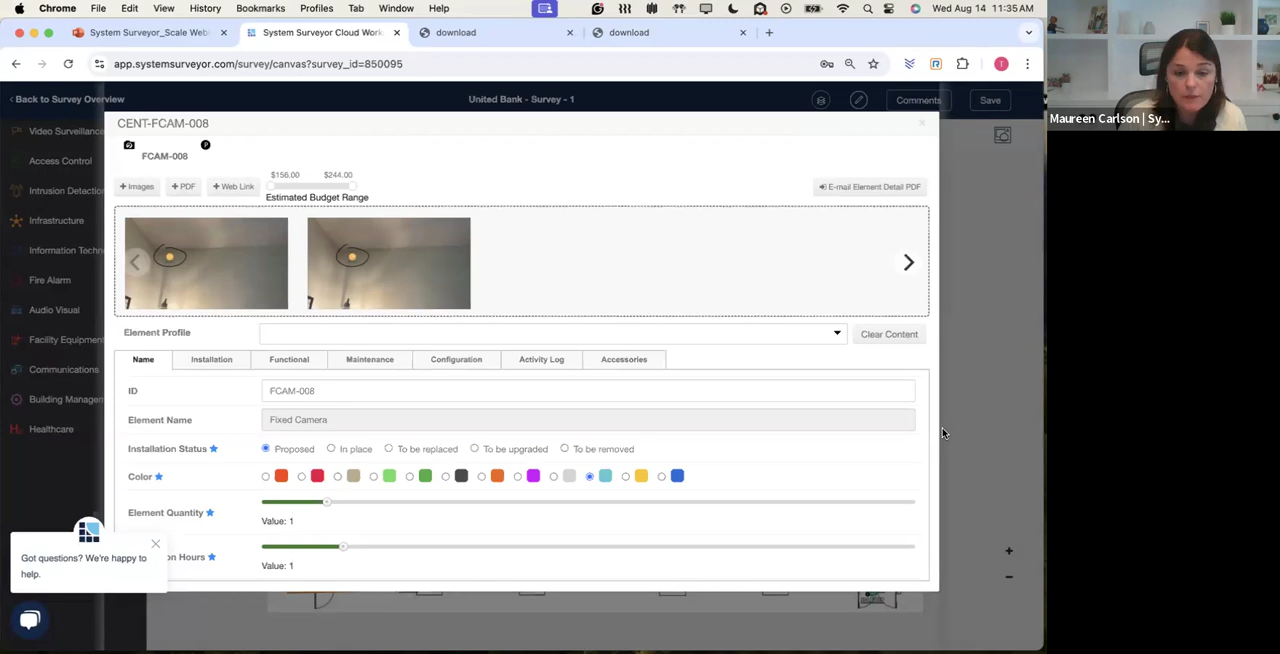 Chrome File Edit View History Bookmarks Profiles Tab Window Help Wed Aug 14 11:35 AM
System Surveyor_Scale Web System Surveyor Cloud Work download download
app.systemsurveyor.com/survey/canvas?survey_id=850095
Back to Survey Overview United Bank - Survey - 1 Comments Save
Maureen Carlson | Sy...
Video Surveillance
Access Control
Intrusion Detectio
Infrastructure
Information Techn
Fire Alarm
Audio Visual
Facility Equipmen
Communications
Building Managem
Healthcare
CENT-FCAM-008
P
FCAM-008
+ Images + PDF + Web Link
$156.00 $244.00
Estimated Budget Range
E-mail Element Detail PDF
Element Profile Clear Content
Name Installation Functional Maintenance Configuration Activity Log Accessories
ID FCAM-008
Element Name Fixed Camera
Installation Status Proposed In place To be replaced To be upgraded To be removed
Color
Element Quantity
Value: 1
on Hours
Value: 1
Got questions? We're happy to
help.